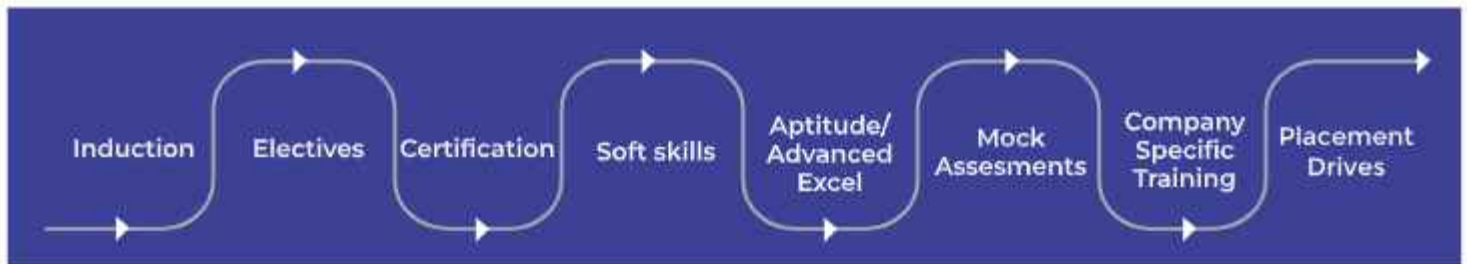 Induction
Electives
Certification
Soft skills
Aptitude/
Advanced
Excel
Mock
Assesments
Company
Specific
Training
Placement
Drives